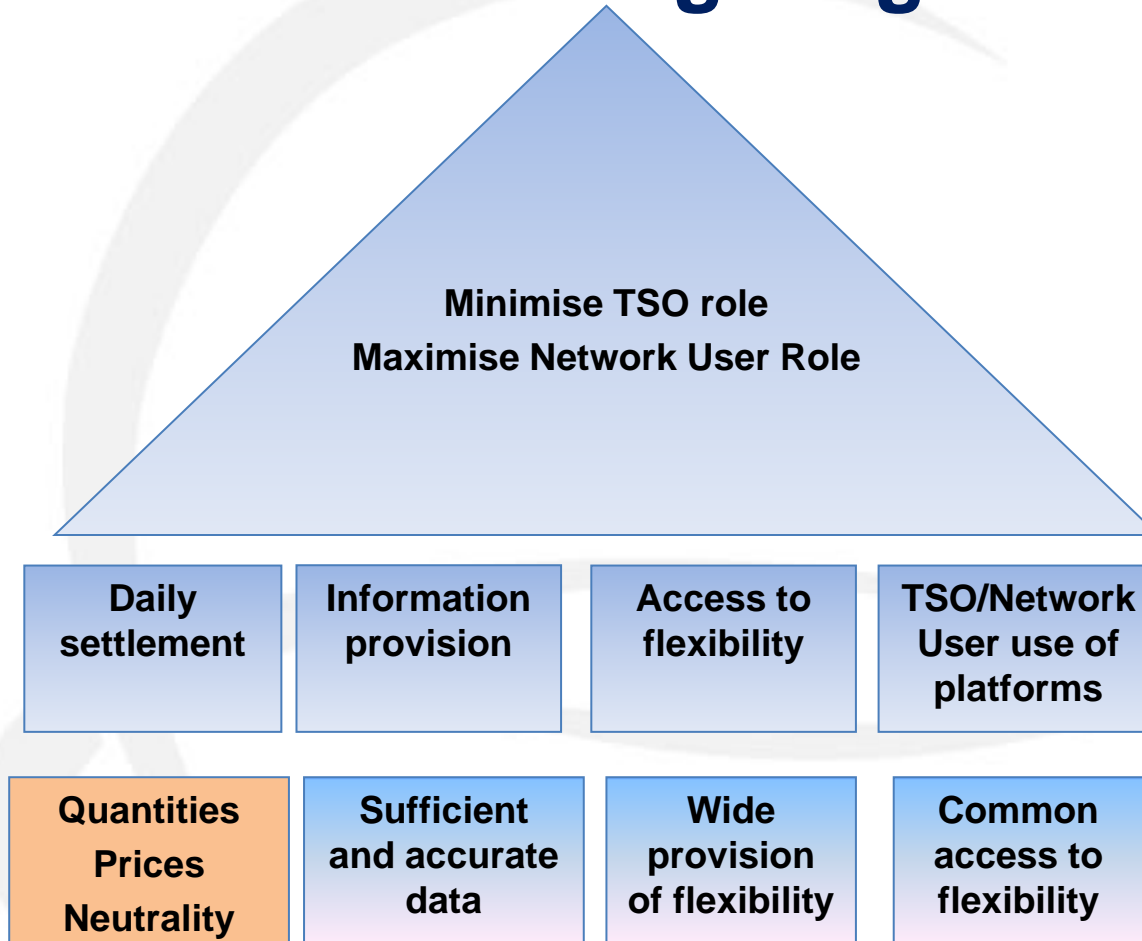 Minimise TSO role
Maximise Network User Role
Daily
settlement
Information
provision
Access to
flexibility
TSO/Network
User use of
platforms
Quantities
Prices
Neutrality
Sufficient
and accurate
data
Wide
provision
of flexibility
Common
access to
flexibility